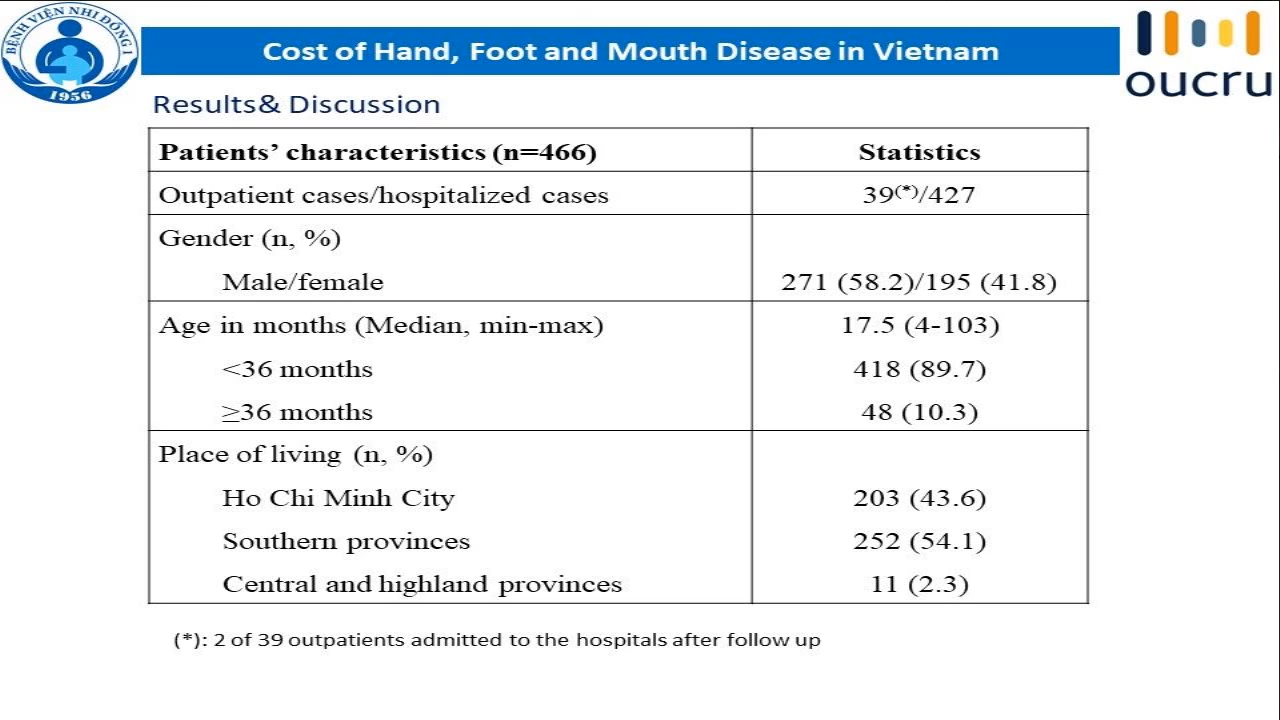 BỆNH VIỆN NHI ĐỒNG 1
1956
Cost of Hand, Foot and Mouth Disease in Vietnam
oucru
Results& Discussion
Patients’ characteristics (n=466) Statistics
Outpatient cases/hospitalized cases 39(*)/427
Gender (n, %)
Male/female 271 (58.2)/195 (41.8)
Age in months (Median, min-max) 17.5 (4-103)
<36 months 418 (89.7)
≥36 months 48 (10.3)
Place of living (n, %)
Ho Chi Minh City 203 (43.6)
Southern provinces 252 (54.1)
Central and highland provinces 11 (2.3)
(*): 2 of 39 outpatients admitted to the hospitals after follow up